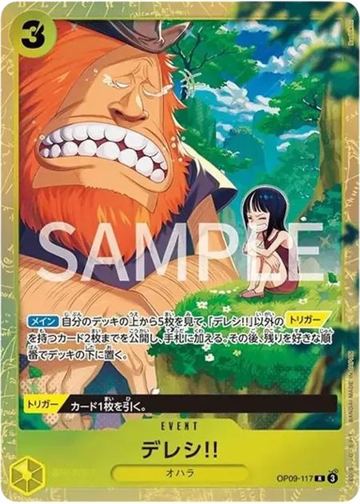 3
SAMPLE
メイン 自分のデッキの上から5枚を見て、「デレシ!!」以外の トリガー
を持つカード2枚までを公開し、手札に加える。その後、残りを好きな順
番でデッキの下に置く。
トリガー カード1枚を引く。
EVENT
デレシ!!
オハラ
OP09-117 R 3